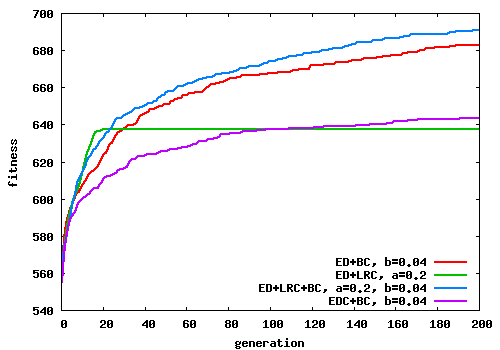 700
680
660
640
620
600
580
560
540
fitness
ED+BC, b=0.04
ED+LRC, a=0.2
ED+LRC+BC, a=0.2, b=0.04
EDC+BC, b=0.04
0 20 40 60 80 100 120 140 160 180 200
generation